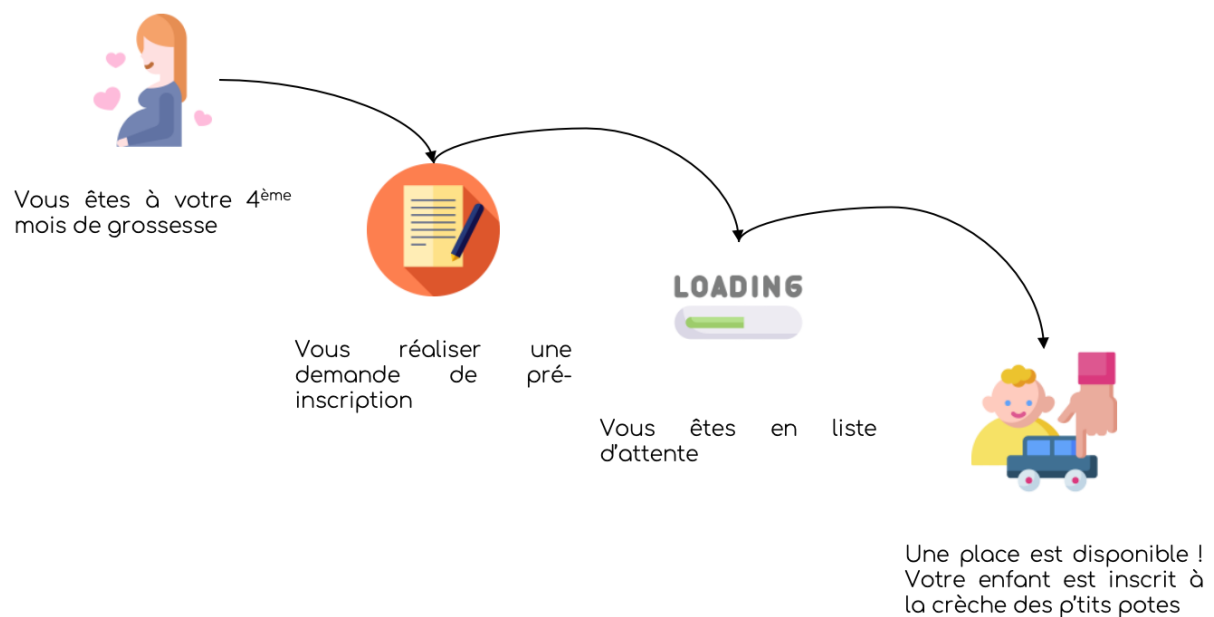 Vous êtes à votre 4ème
mois de grossesse
Vous réaliser une
demande de pré-
inscription
LOADING
Vous êtes en liste
d'attente
Une place est disponible !
Votre enfant est inscrit à
la crèche des p'tits potes